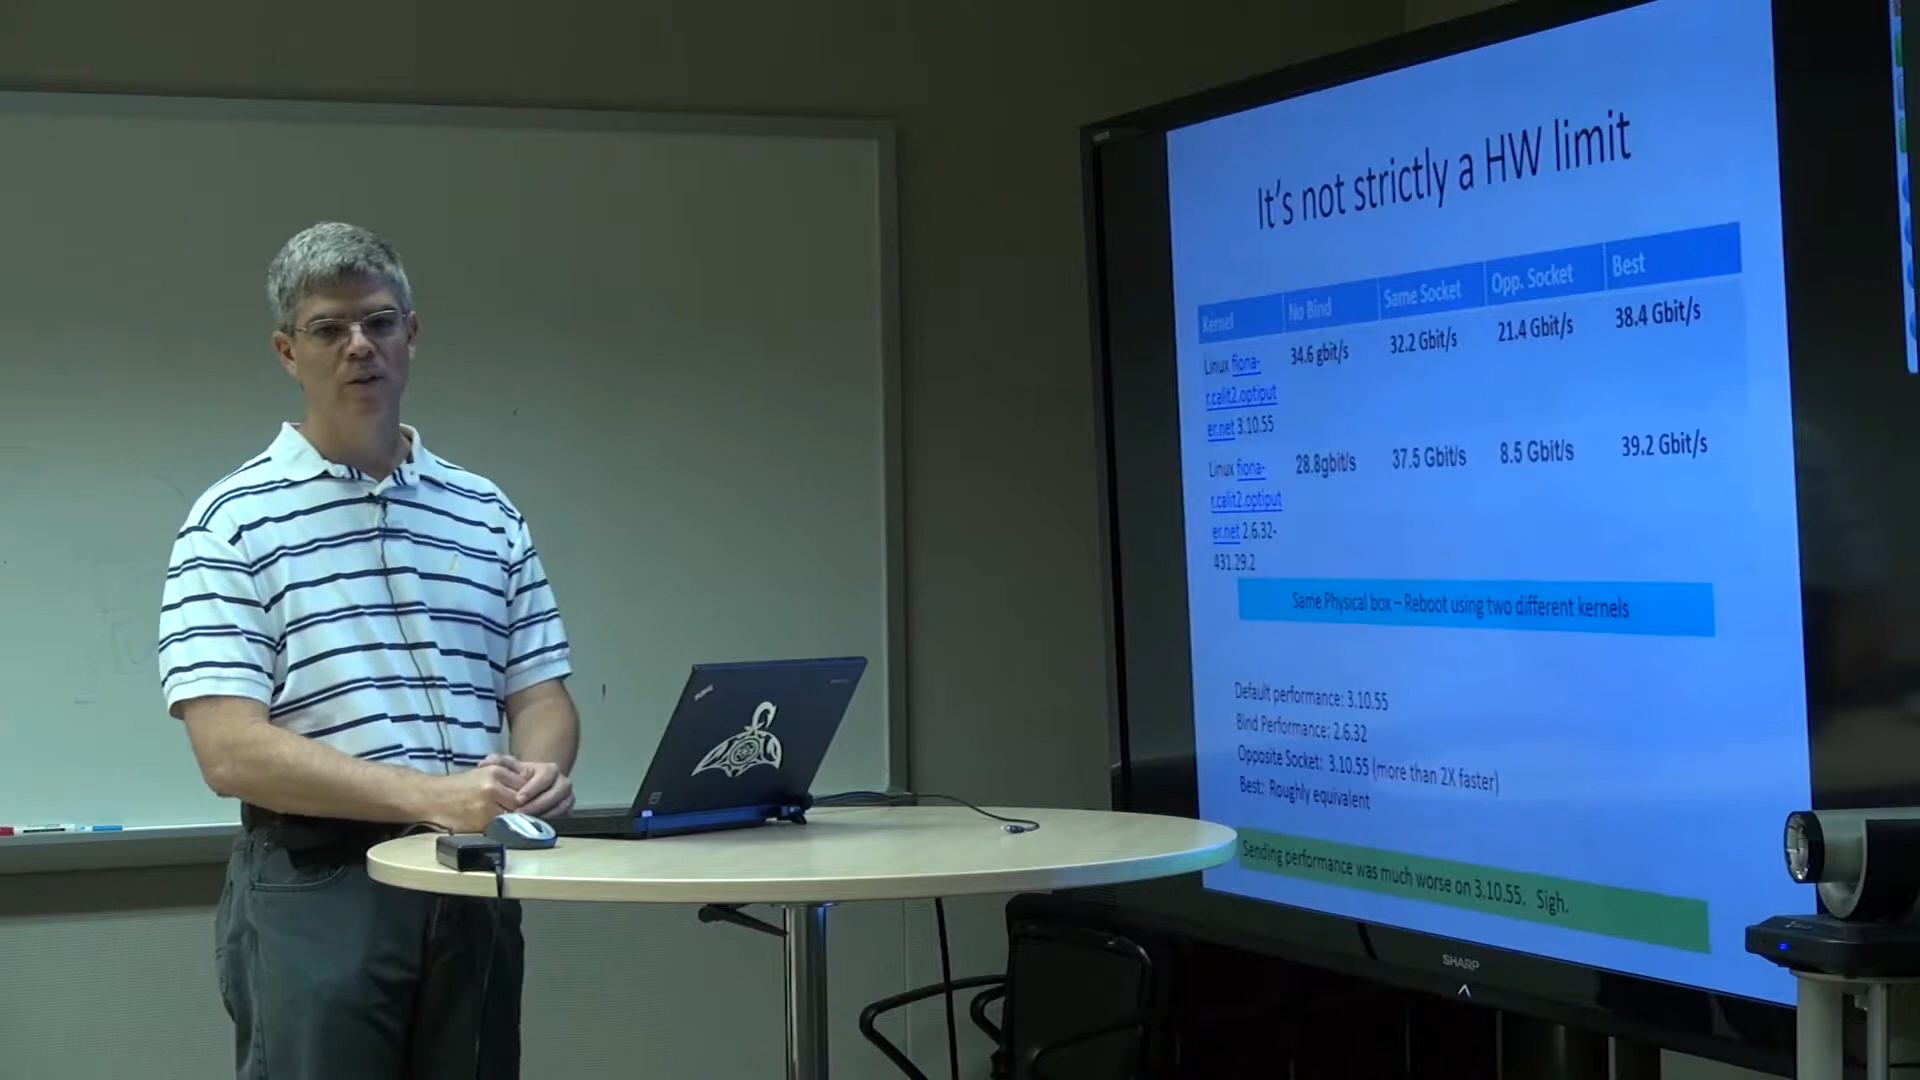 It's not strictly a HW limit
Kernel No Bind Same Socket Opp. Socket Best
Linux fiona- 34.6 gbit/s 32.2 Gbit/s 21.4 Gbit/s 38.4 Gbit/s
r.calit2.optiput
er.net 3.10.55
Linux fiona- 28.8gbit/s 37.5 Gbit/s 8.5 Gbit/s 39.2 Gbit/s
r.calit2.optiput
er.net 2.6.32-
431.29.2
Same Physical box – Reboot using two different kernels
Default performance: 3.10.55
Bind Performance: 2.6.32
Opposite Socket: 3.10.55 (more than 2X faster)
Best: Roughly equivalent
Sending performance was much worse on 3.10.55. Sigh.
SHARP
ThinkPad